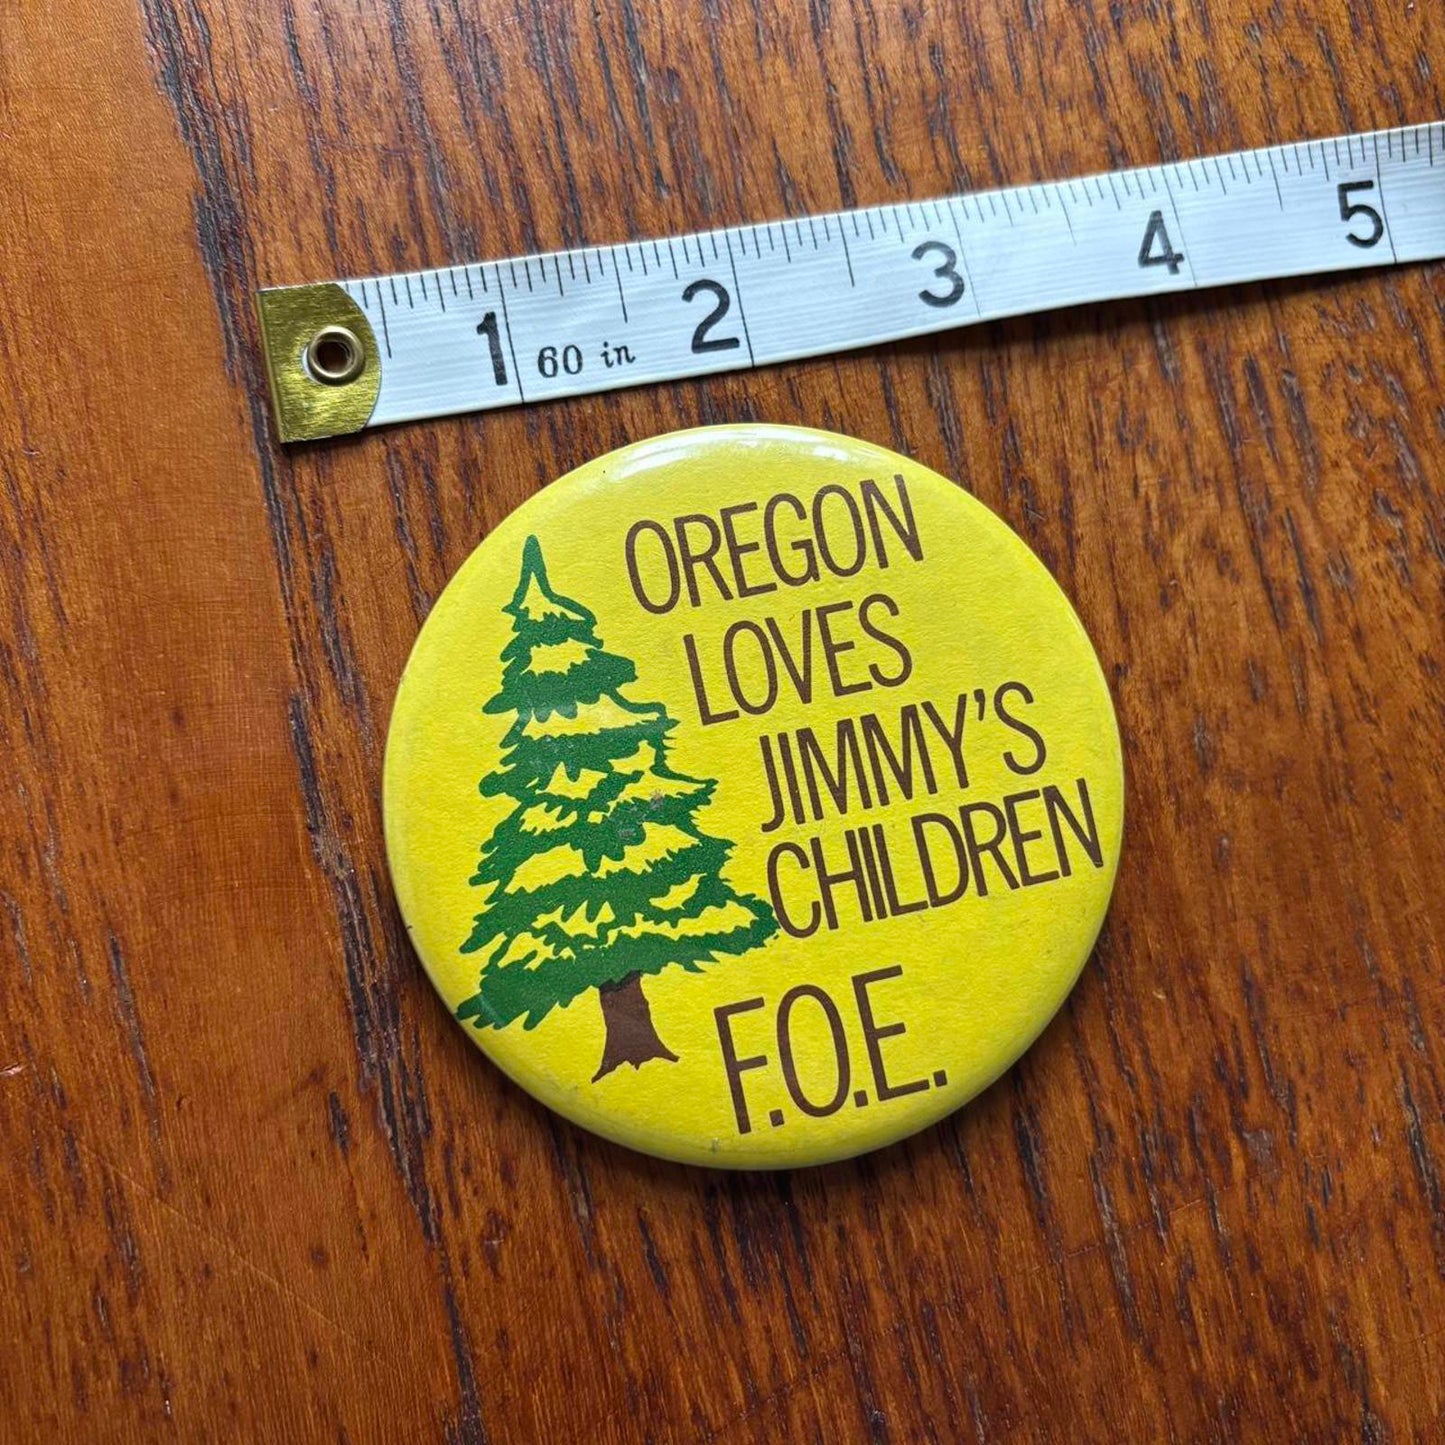 1 2 3 4 5
60 in
OREGON
LOVES
JIMMY'S
CHILDREN
F.O.E.